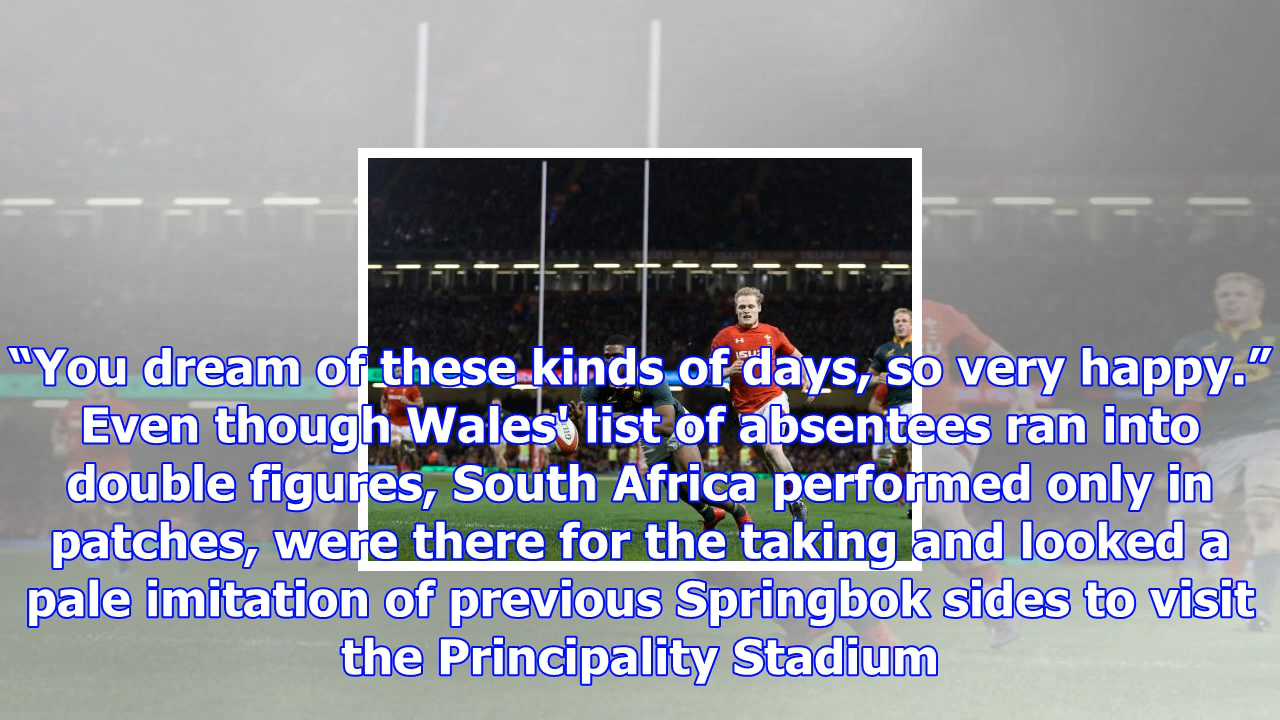 “You dream of these kinds of days, so very happy.”
Even though Wales' list of absentees ran into
double figures, South Africa performed only in
patches, were there for the taking and looked a
pale imitation of previous Springbok sides to visit
the Principality Stadium